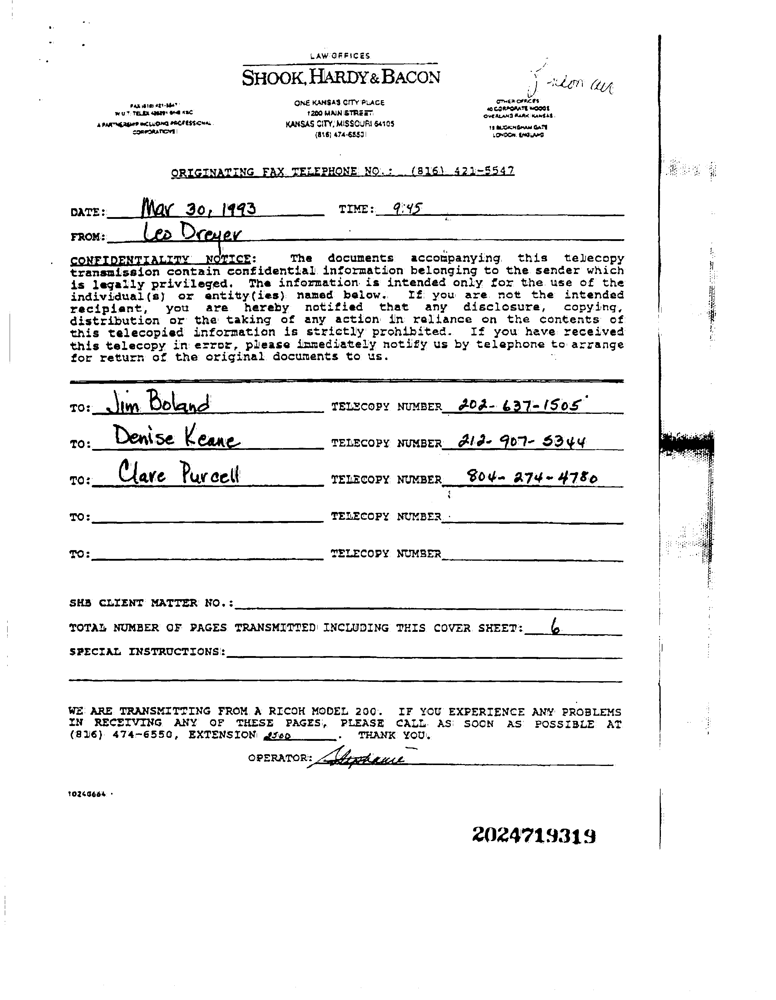 LAW OFFICES
SHOOK, HARDY & BACON
ONE KANSAS CITY PLACE
1200 MAIN STREET
KANSAS CITY, MISSOURI 64105
(816) 474-6550
FAX (816) 421-5547
A PARTNERSHIP INCLUDING PROFESSIONAL
CORPORATIONS
OTHER OFFICES
40 CORPORATE WOODS
OVERLAND PARK, KANSAS
15 BUCKINGHAM GATE
LONDON, ENGLAND
ORIGINATING FAX TELEPHONE NO.: (816) 421-5547
DATE: Mar 30, 1993 TIME: 9:45
FROM: Leo Dreyer
CONFIDENTIALITY NOTICE: The documents accompanying this telecopy
transmission contain confidential information belonging to the sender which
is legally privileged. The information is intended only for the use of the
individual(s) or entity(ies) named below. If you are not the intended
recipient, you are hereby notified that any disclosure, copying,
distribution or the taking of any action in reliance on the contents of
this telecopied information is strictly prohibited. If you have received
this telecopy in error, please immediately notify us by telephone to arrange
for return of the original documents to us.
TO: Jim Boland TELECOPY NUMBER 202-637-1505
TO: Denise Keane TELECOPY NUMBER 212-907-5344
TO: Clare Purcell TELECOPY NUMBER 804-274-4780
TO: TELECOPY NUMBER
TO: TELECOPY NUMBER
SHB CLIENT MATTER NO.:
TOTAL NUMBER OF PAGES TRANSMITTED INCLUDING THIS COVER SHEET: 6
SPECIAL INSTRUCTIONS:
WE ARE TRANSMITTING FROM A RICOH MODEL 200. IF YOU EXPERIENCE ANY PROBLEMS
IN RECEIVING ANY OF THESE PAGES, PLEASE CALL AS SOON AS POSSIBLE AT
(816) 474-6550, EXTENSION . THANK YOU.
OPERATOR: Stephanie
10240664
2024719319